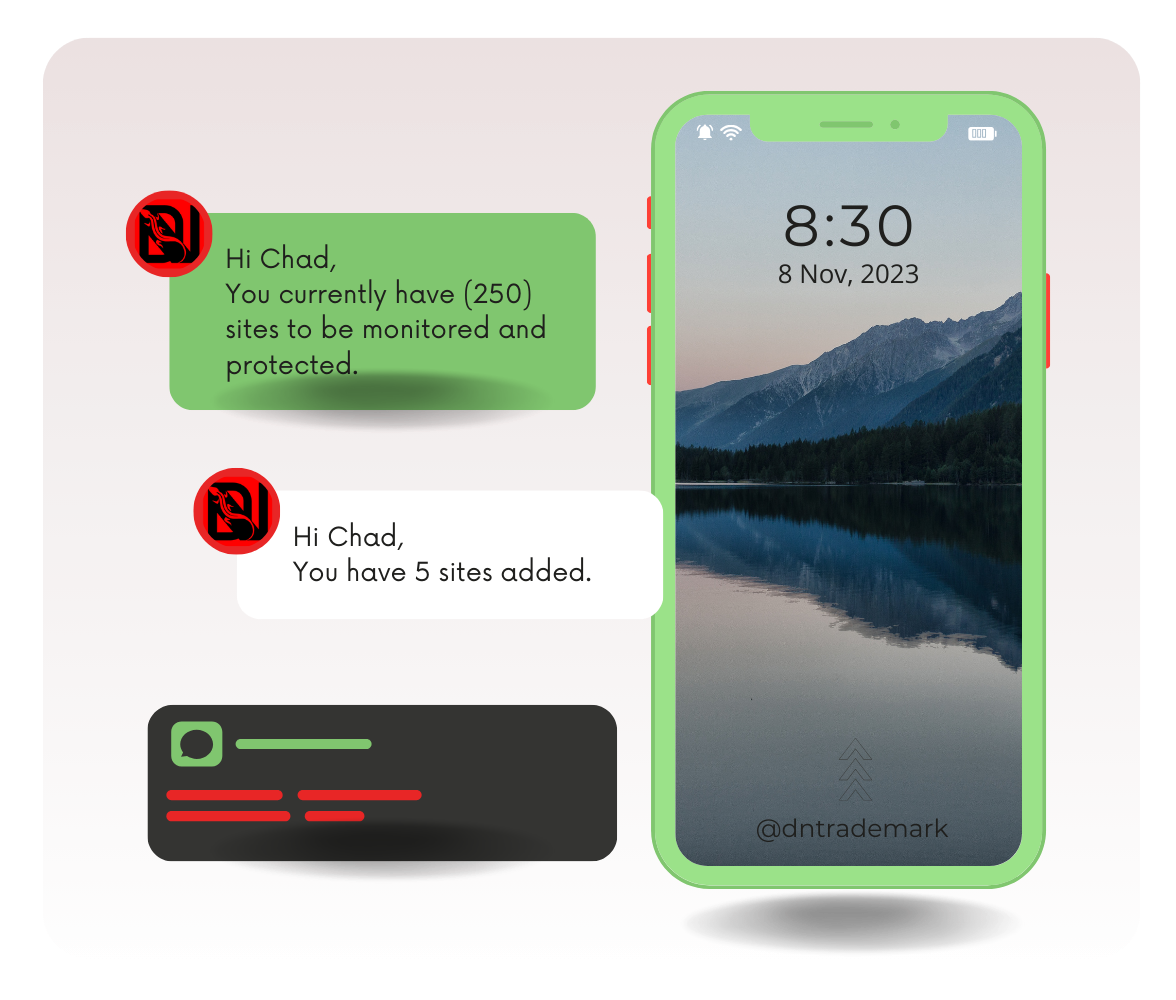 8:30
8 Nov, 2023
Hi Chad,
You currently have (250)
sites to be monitored and
protected.
Hi Chad,
You have 5 sites added.
@dntrademark